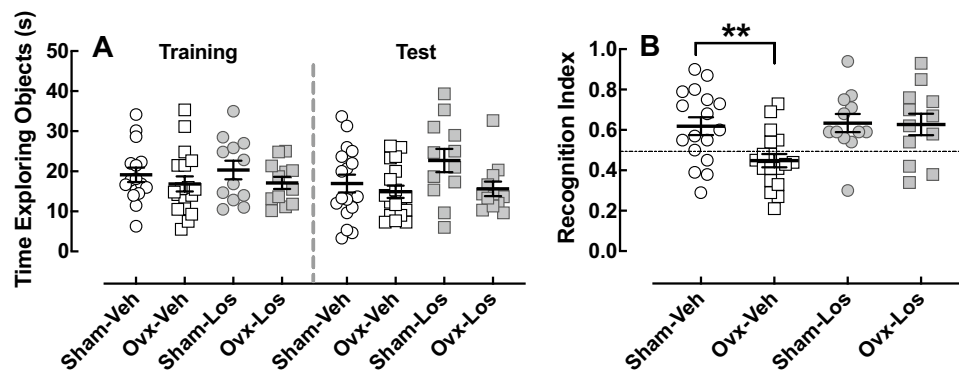 A
Training
Test
Time Exploring Objects (s)
50
40
30
20
10
0
Sham-Veh
Ovx-Veh
Sham-Los
Ovx-Los
Sham-Veh
Ovx-Veh
Sham-Los
Ovx-Los
B
**
Recognition Index
1.0
0.8
0.6
0.4
0.2
0.0
Sham-Veh
Ovx-Veh
Sham-Los
Ovx-Los